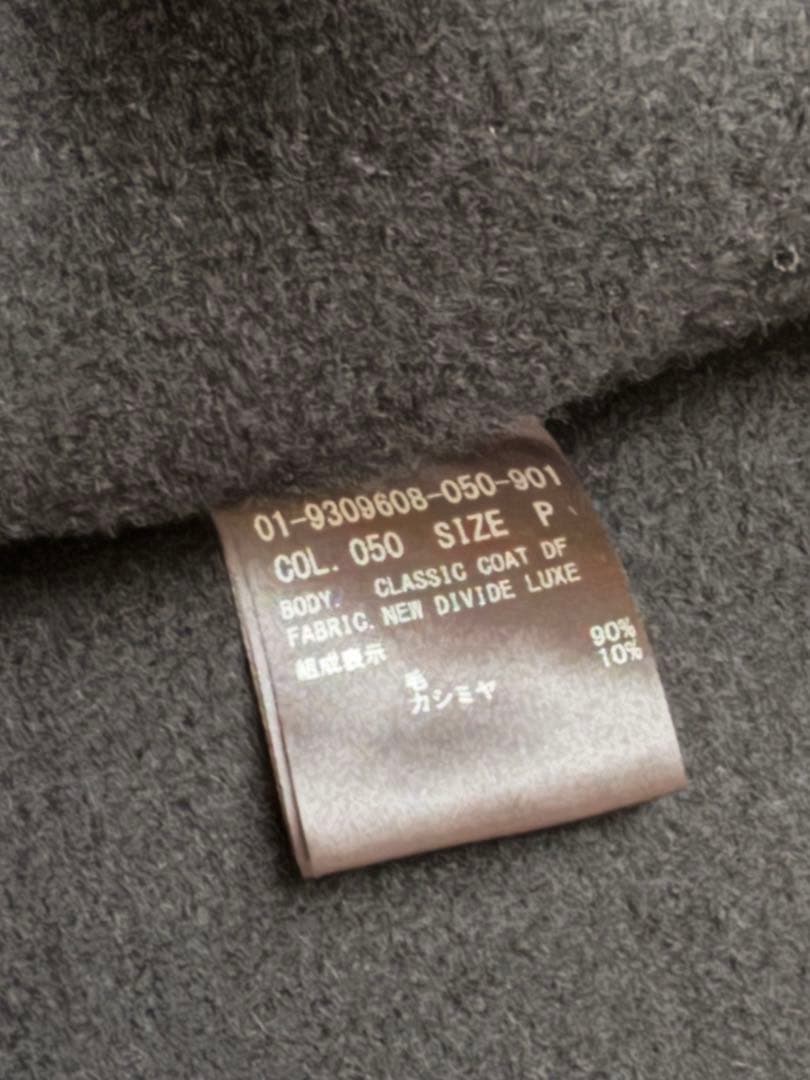 01-9309608-050-901
COL. 050 SIZE P
BODY. CLASSIC COAT DF
FABRIC. NEW DIVIDE LUXE
組成表示
毛 90%
カシミヤ 10%